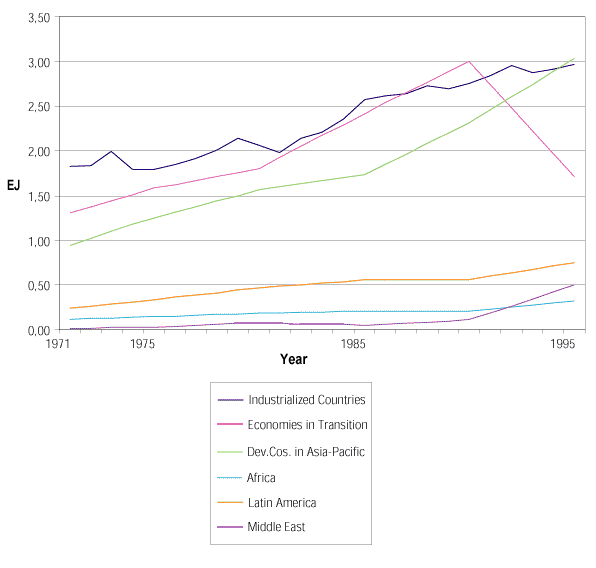 3,50
3,00
2,50
2,00
EJ
1,50
1,00
0,50
0,00
1971 1975 1985 1995
Year
Industrialized Countries
Economies in Transition
Dev.Cos. in Asia-Pacific
Africa
Latin America
Middle East